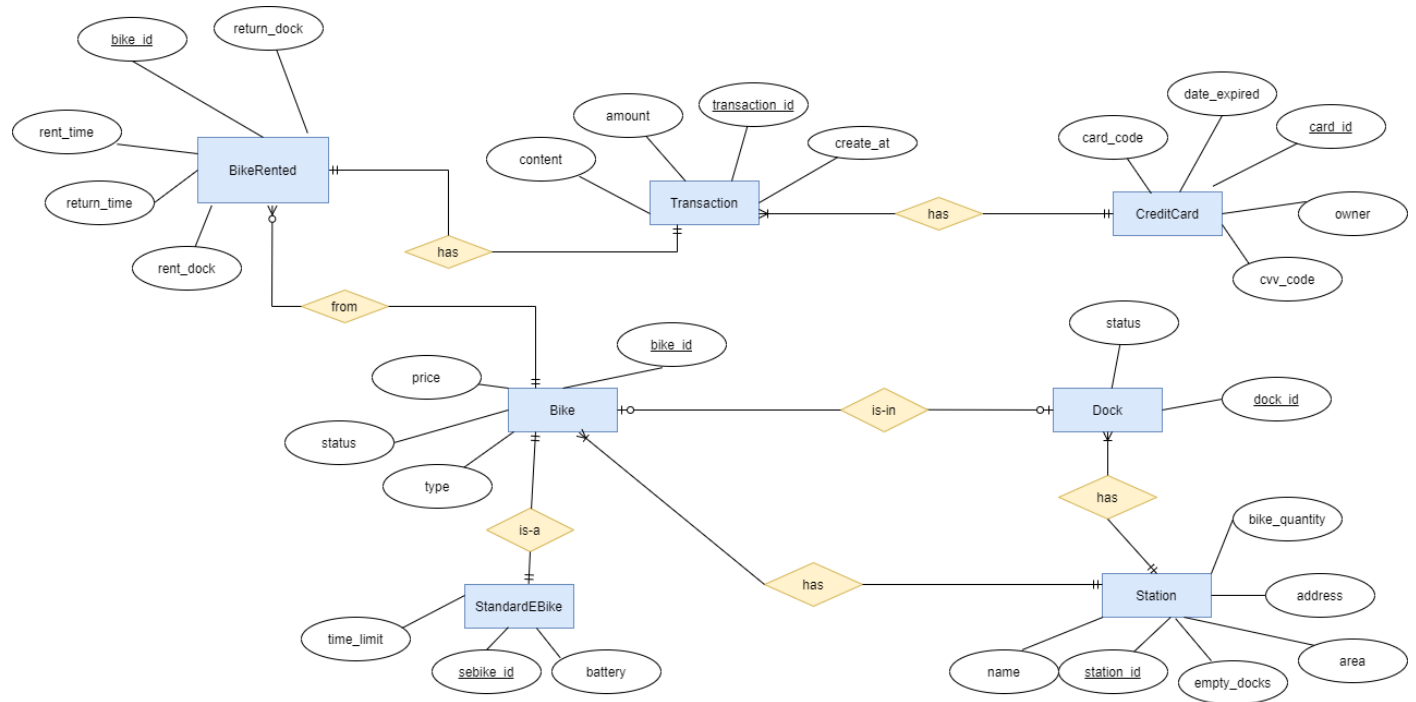 return_dock
bike_id
date_expired
transaction_id
amount
card_id
rent_time
card_code
create_at
content
BikeRented
return_time
Transaction
has
CreditCard
owner
has
rent_dock
cvv_code
from
status
bike_id
price
Bike
is-in
Dock
dock_id
status
type
has
bike_quantity
is-a
has
Station
address
StandardEBike
time_limit
area
sebike_id
battery
name
station_id
empty_docks